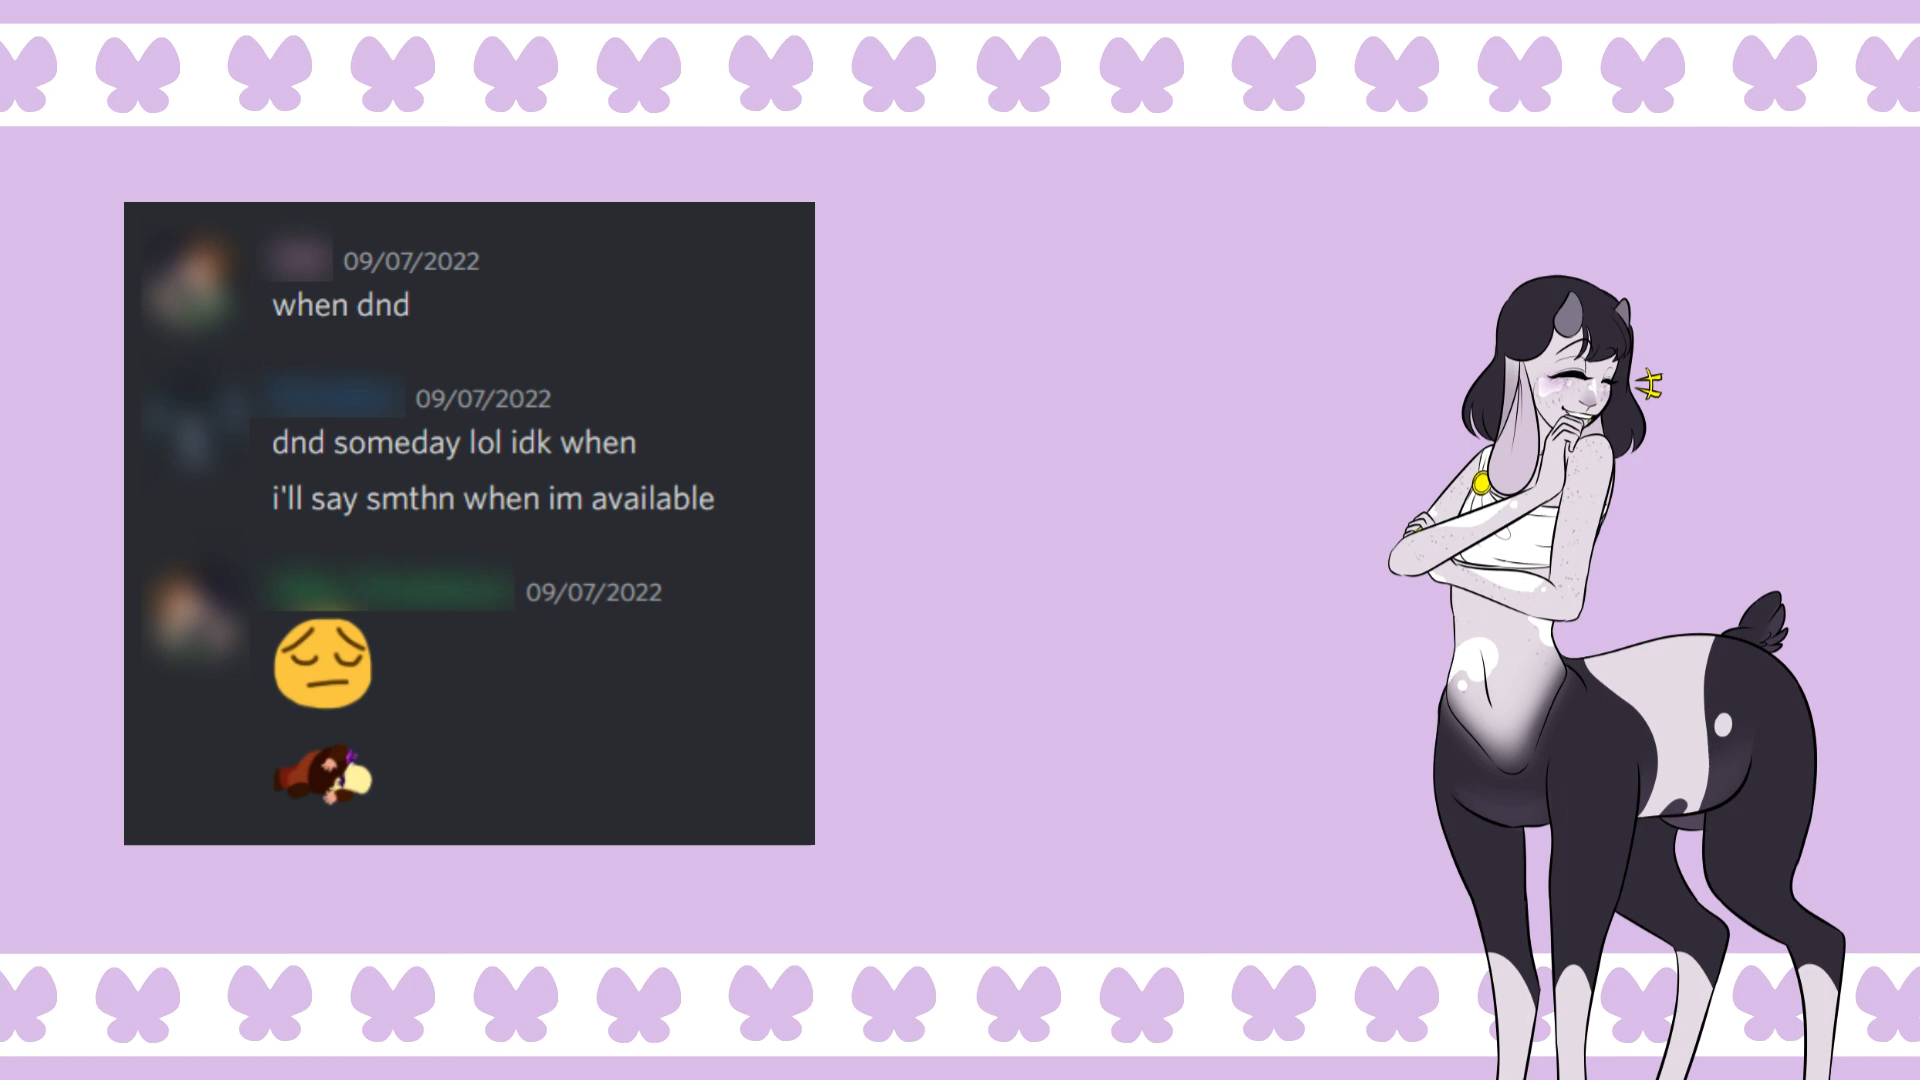 09/07/2022
when dnd
09/07/2022
dnd someday lol idk when
i'll say smthn when im available
09/07/2022